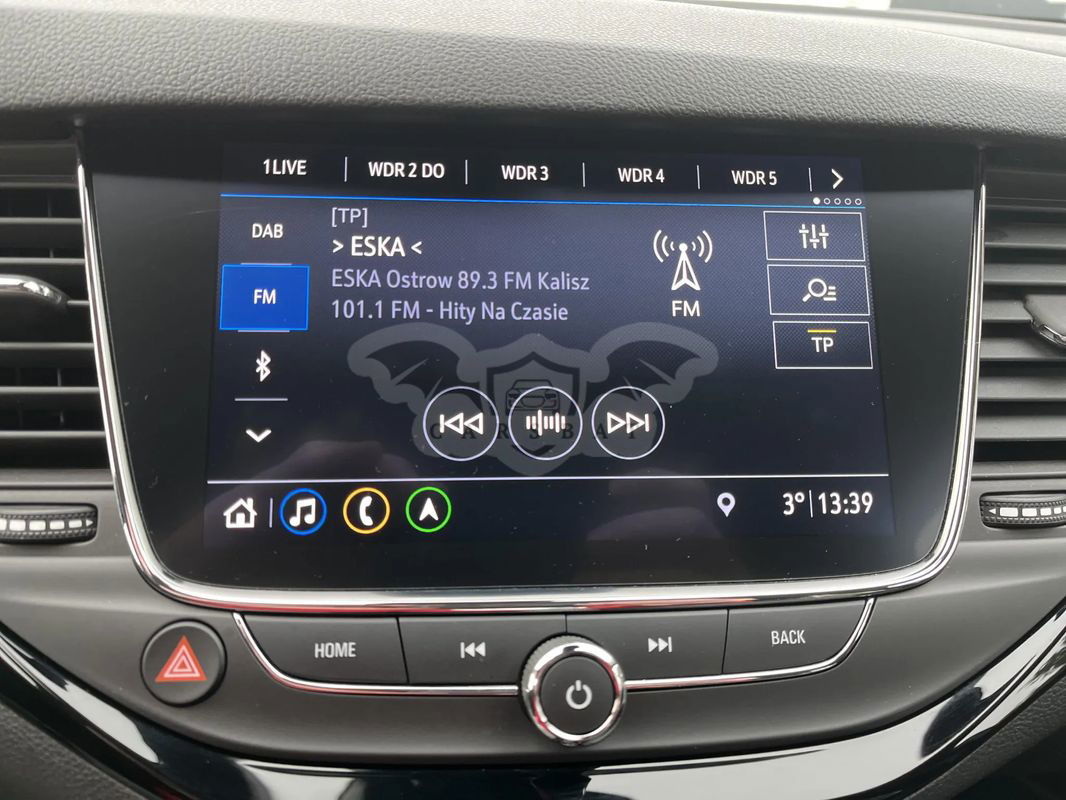 1LIVE WDR 2 DO WDR 3 WDR 4 WDR 5
DAB
[TP]
> ESKA <
FM
ESKA Ostrow 89.3 FM Kalisz
101.1 FM - Hity Na Czasie
FM
TP
CARSBAY
3° 13:39
HOME
BACK